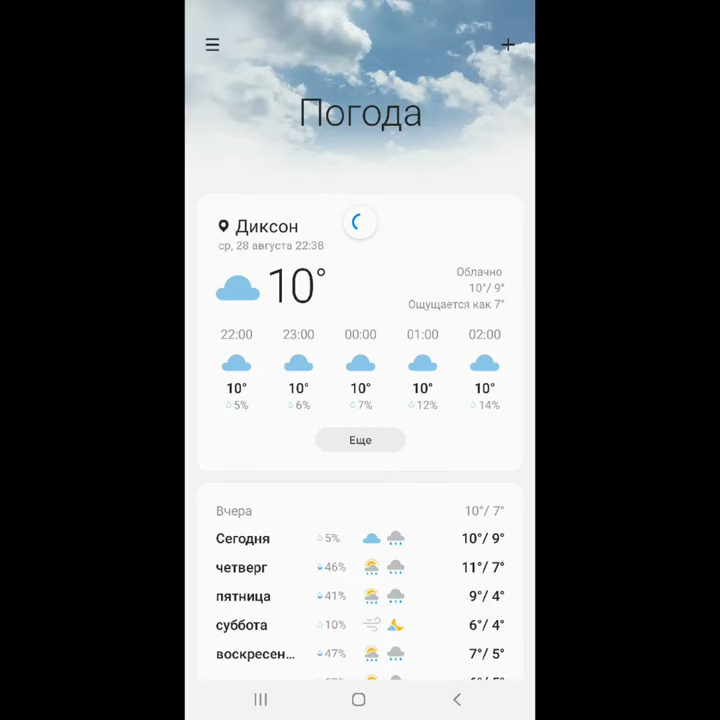 Погода
Диксон
ср, 28 августа 22:38
10°
Облачно
10°/ 9°
Ощущается как 7°
22:00 23:00 00:00 01:00 02:00
10° 10° 10° 10° 10°
5% 6% 7% 12% 14%
Еще
Вчера 10°/ 7°
Сегодня 5% 10°/ 9°
четверг 46% 11°/ 7°
пятница 41% 9°/ 4°
суббота 10% 6°/ 4°
воскресен... 47% 7°/ 5°